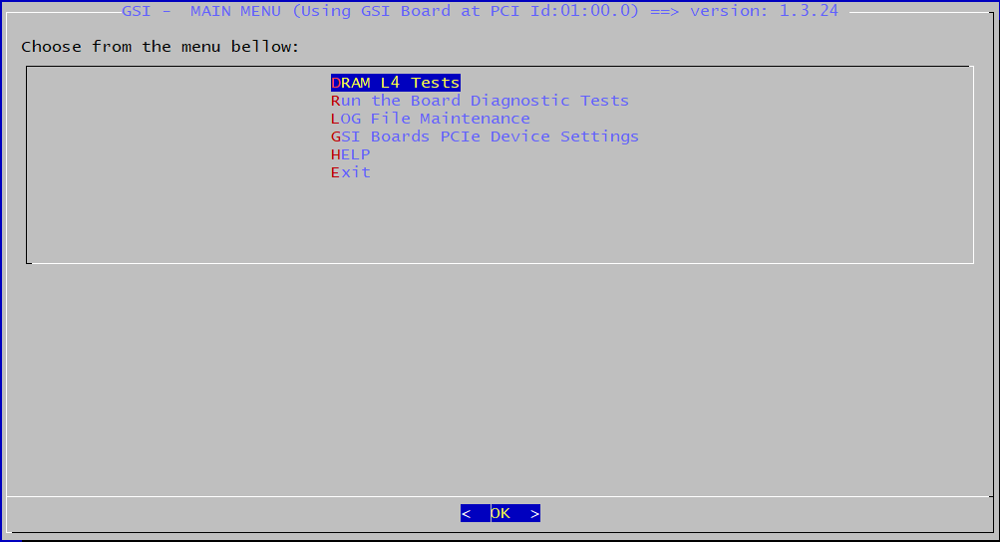 GSI - MAIN MENU (Using GSI Board at PCI Id:01:00.0) ==> version: 1.3.24
Choose from the menu bellow:
DRAM L4 Tests
Run the Board Diagnostic Tests
LOG File Maintenance
GSI Boards PCIe Device Settings
HELP
Exit
< OK >